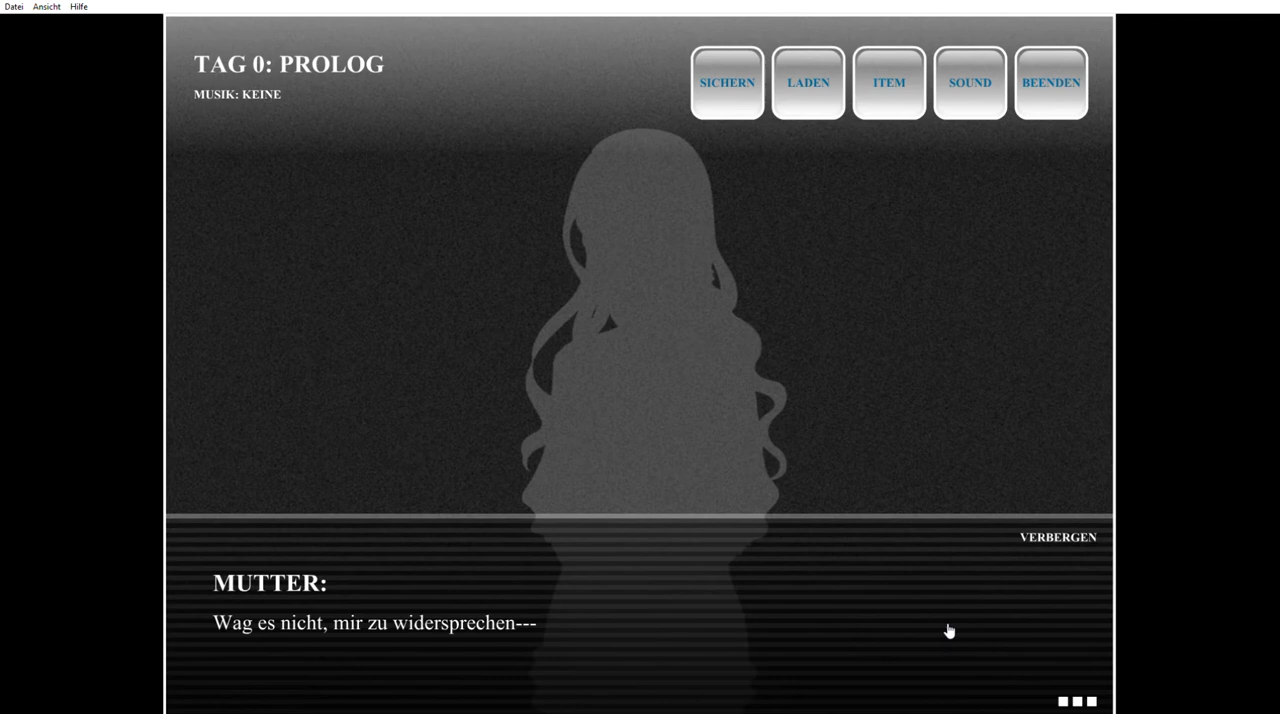 Datei Ansicht Hilfe
TAG 0: PROLOG
MUSIK: KEINE
SICHERN LADEN ITEM SOUND BEENDEN
VERBERGEN
MUTTER:
Wag es nicht, mir zu widersprechen---